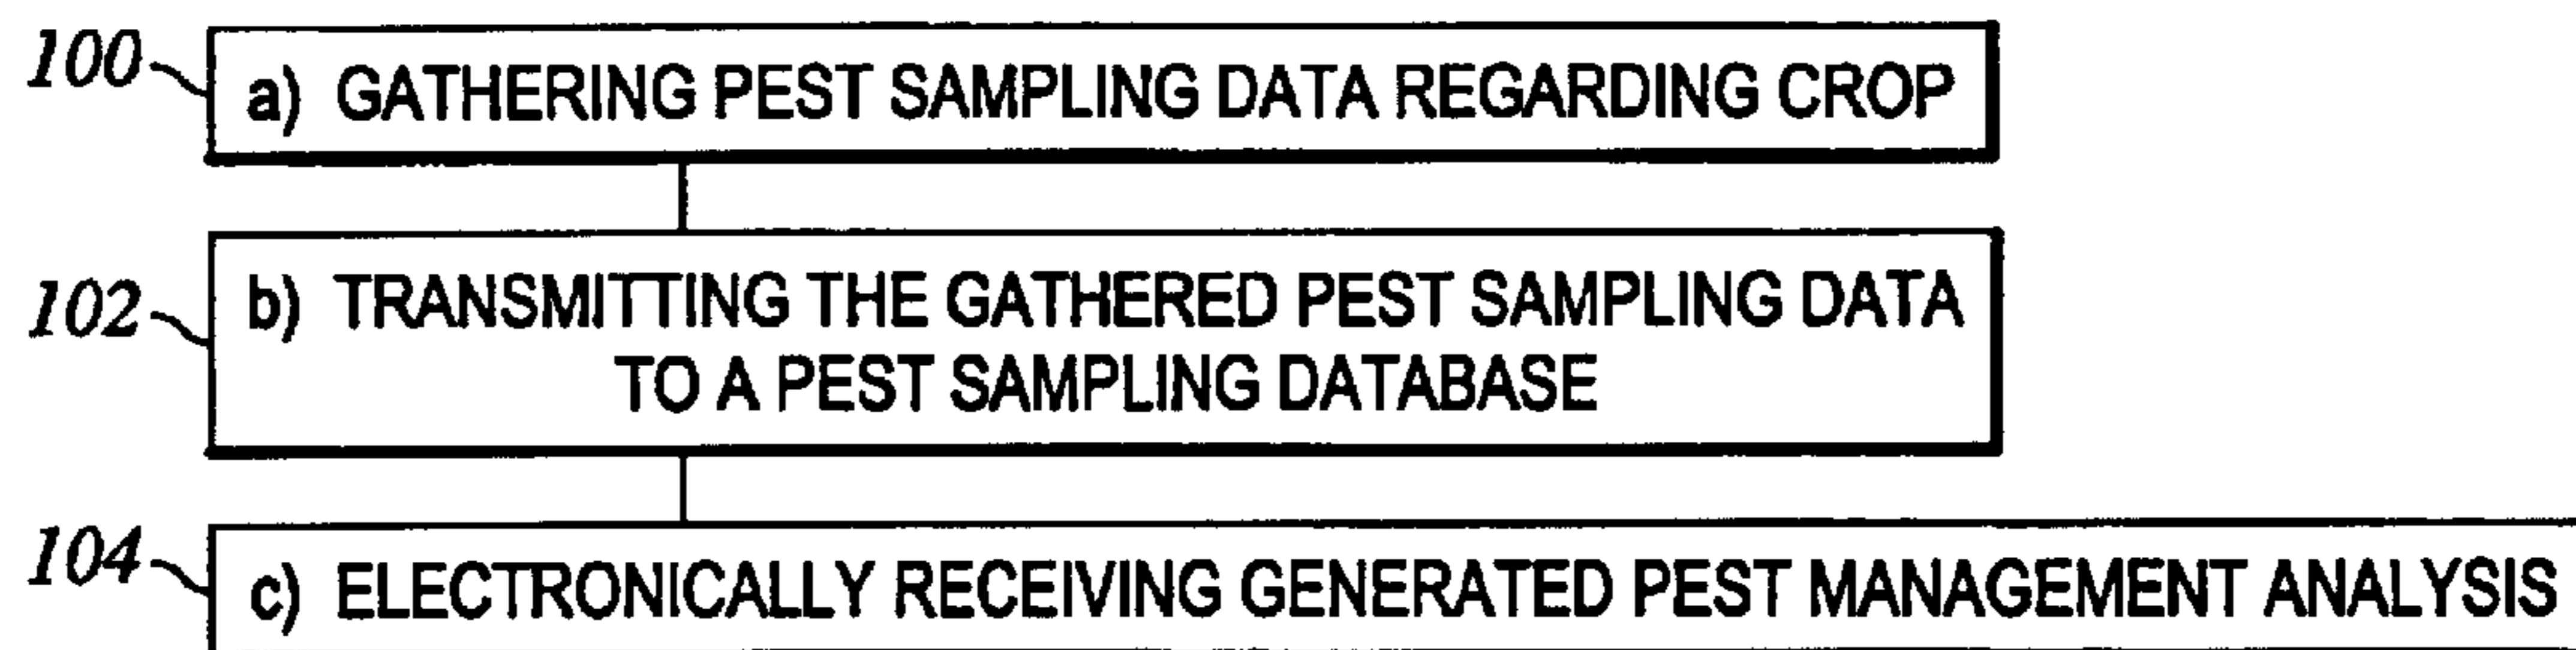 100
a) GATHERING PEST SAMPLING DATA REGARDING CROP
102
b) TRANSMITTING THE GATHERED PEST SAMPLING DATA
TO A PEST SAMPLING DATABASE
104
c) ELECTRONICALLY RECEIVING GENERATED PEST MANAGEMENT ANALYSIS